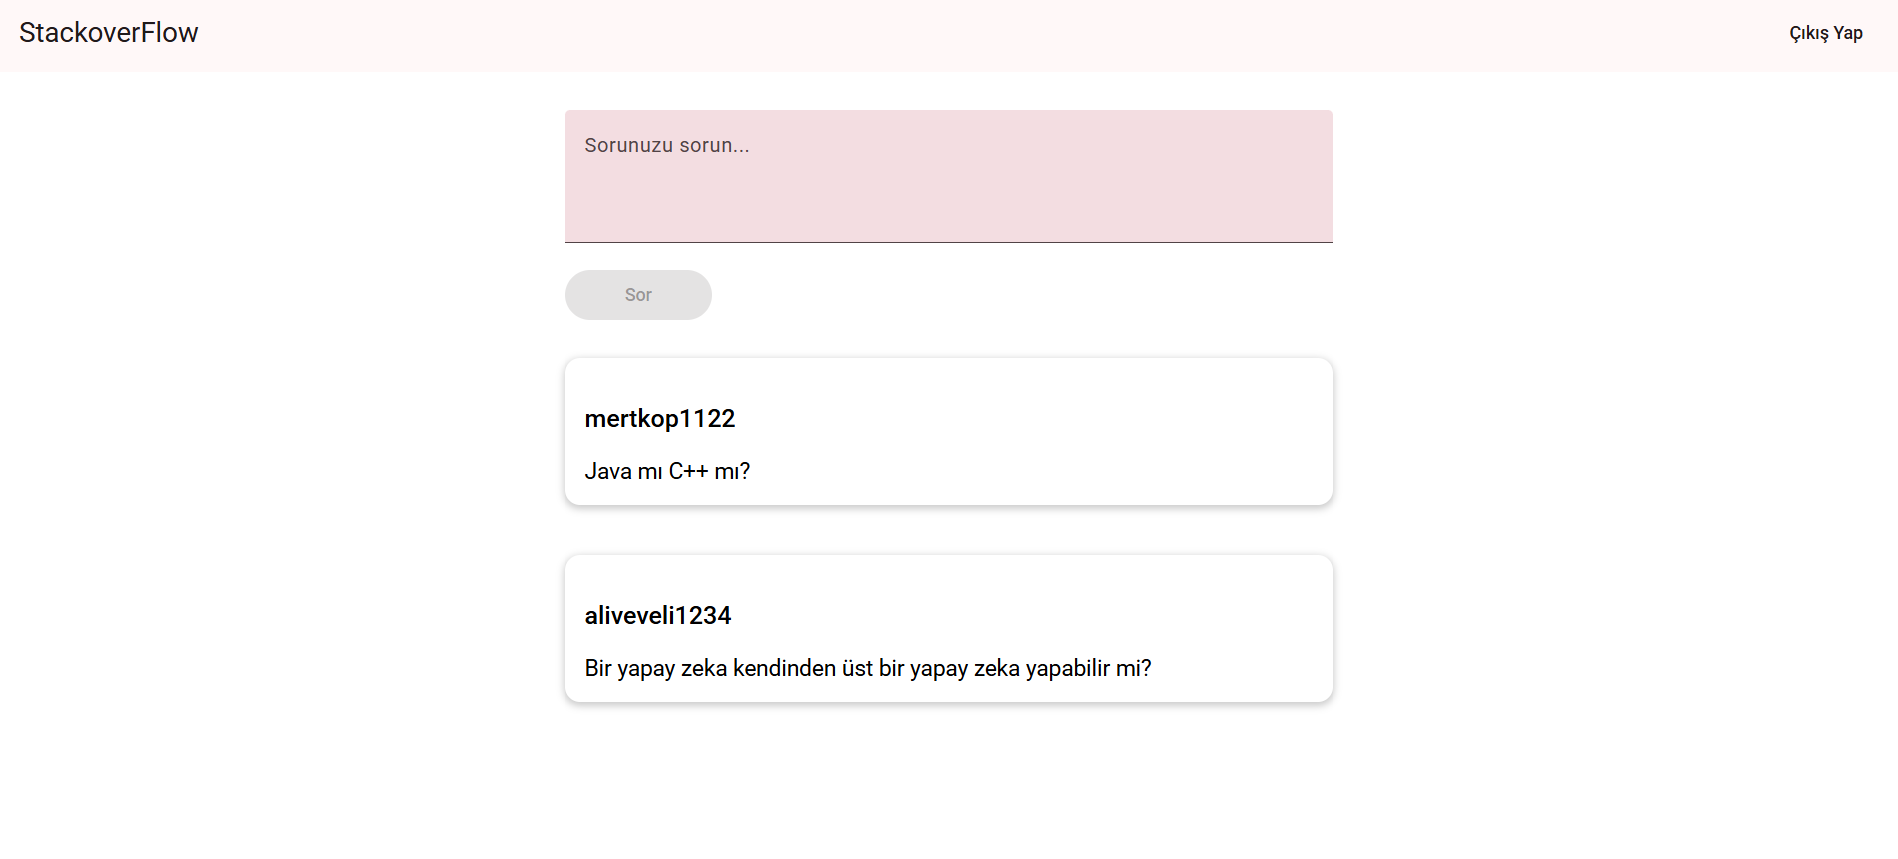 StackoverFlow
Çıkış Yap
Sorunuzu sorun...
Sor
mertkop1122
Java mı C++ mı?
aliveveli1234
Bir yapay zeka kendinden üst bir yapay zeka yapabilir mi?